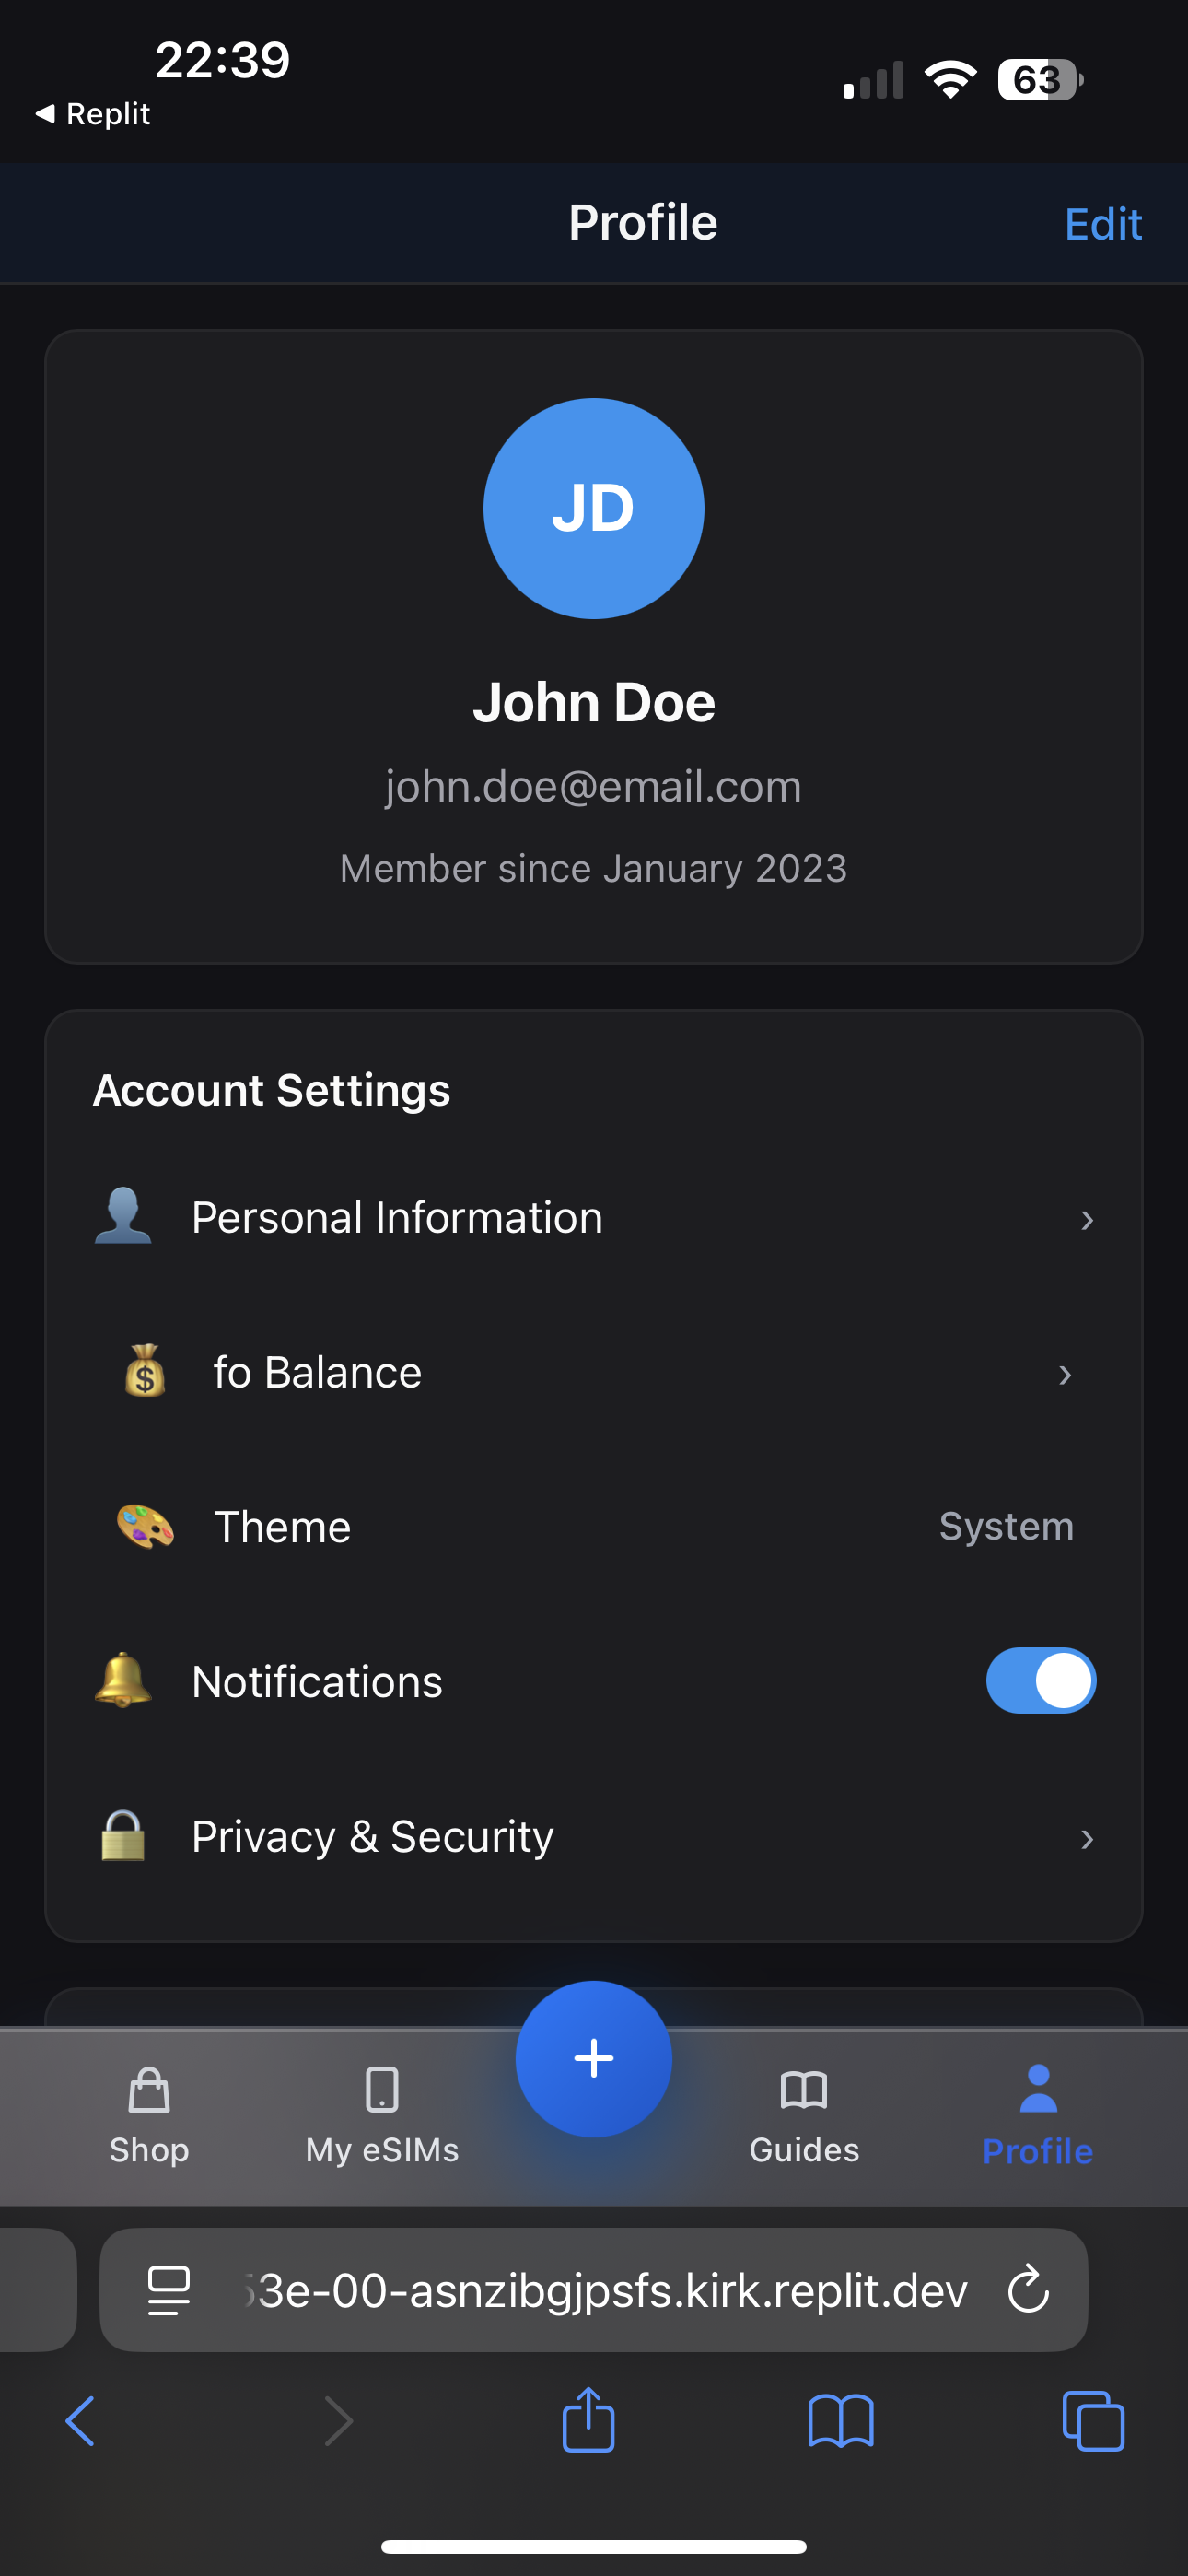 22:39
63
Replit
Profile
Edit
JD
John Doe
john.doe@email.com
Member since January 2023
Account Settings
Personal Information
fo Balance
Theme
System
Notifications
Privacy & Security
Shop
My eSIMs
Guides
Profile
3e-00-asnzibgjpsfs.kirk.replit.dev